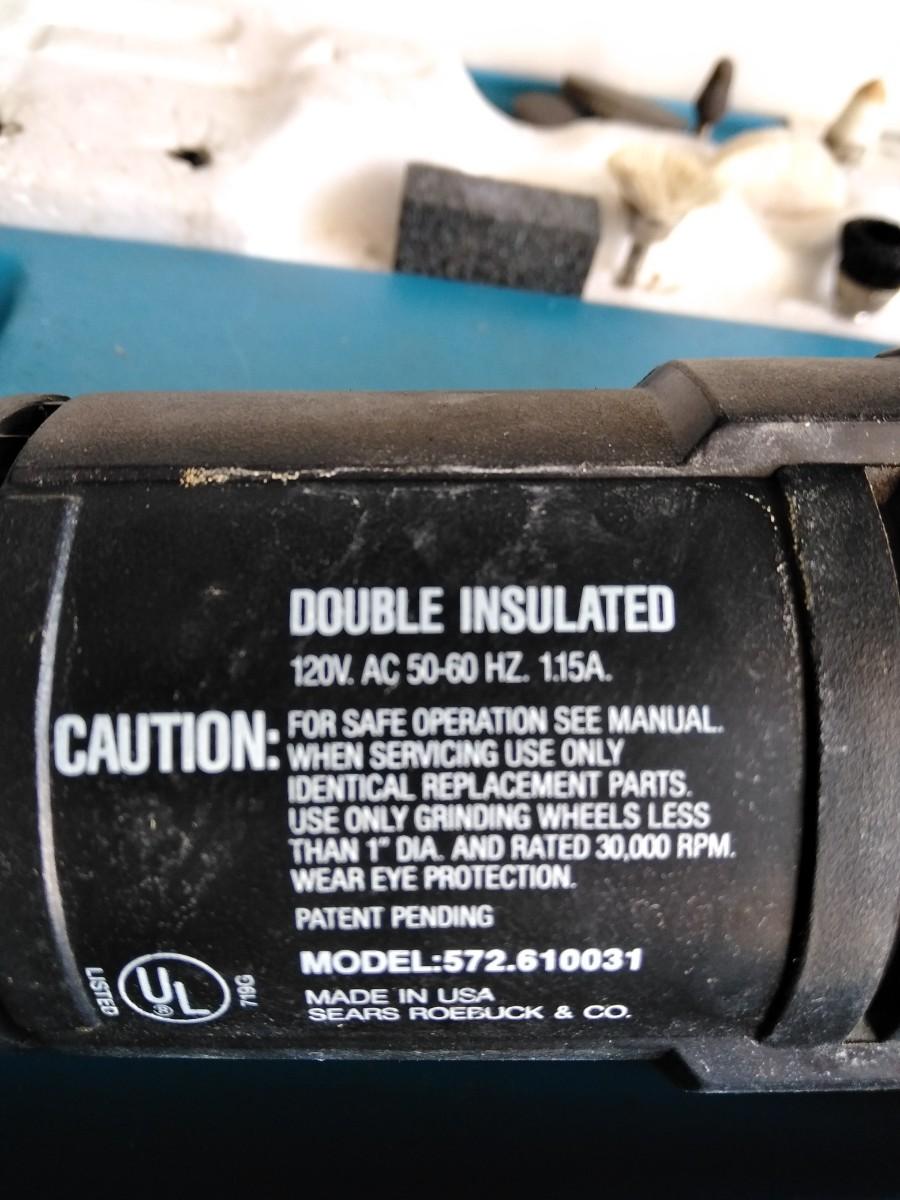 DOUBLE INSULATED
120V. AC 50-60 HZ. 1.15A.
CAUTION: FOR SAFE OPERATION SEE MANUAL.
WHEN SERVICING USE ONLY
IDENTICAL REPLACEMENT PARTS.
USE ONLY GRINDING WHEELS LESS
THAN 1" DIA. AND RATED 30,000 RPM.
WEAR EYE PROTECTION.
PATENT PENDING
LISTED UL ® 719G
MODEL:572.610031
MADE IN USA
SEARS ROEBUCK & CO.